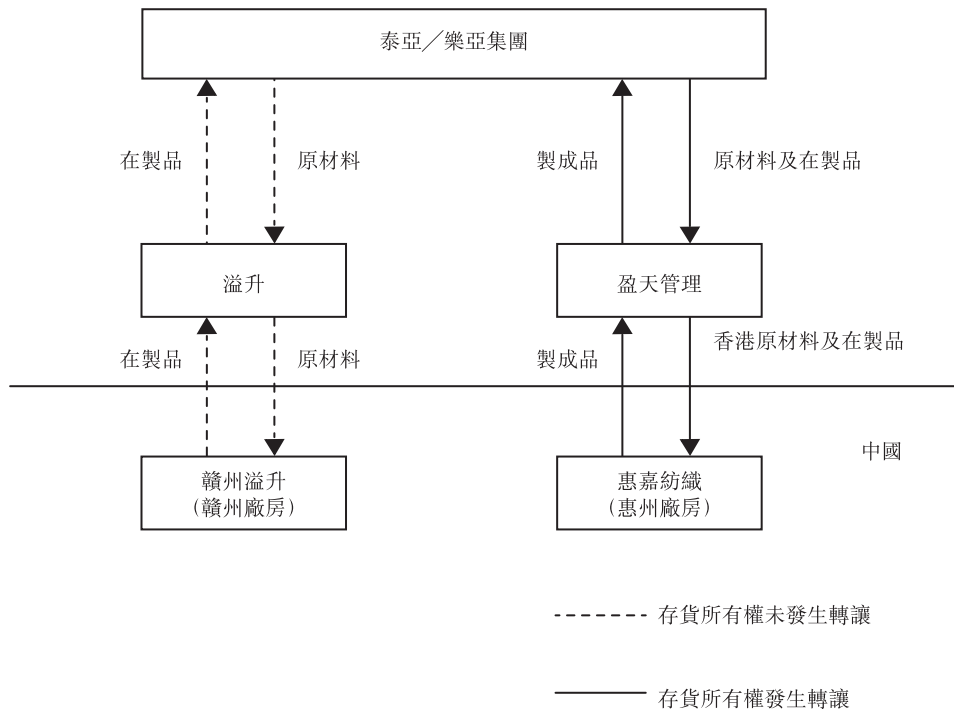 泰亞／樂亞集團
在製品
原材料
製成品
原材料及在製品
溢升
盈天管理
在製品
原材料
製成品
香港原材料及在製品
中國
贛州溢升
（贛州廠房）
惠嘉紡織
（惠州廠房）
存貨所有權未發生轉讓
存貨所有權發生轉讓